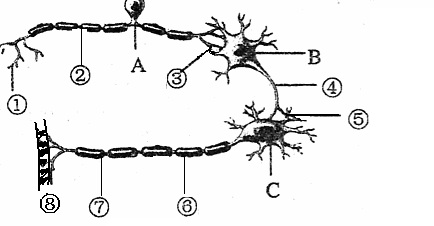 A
B
②
③
④
①
⑤
C
⑧
⑦
⑥